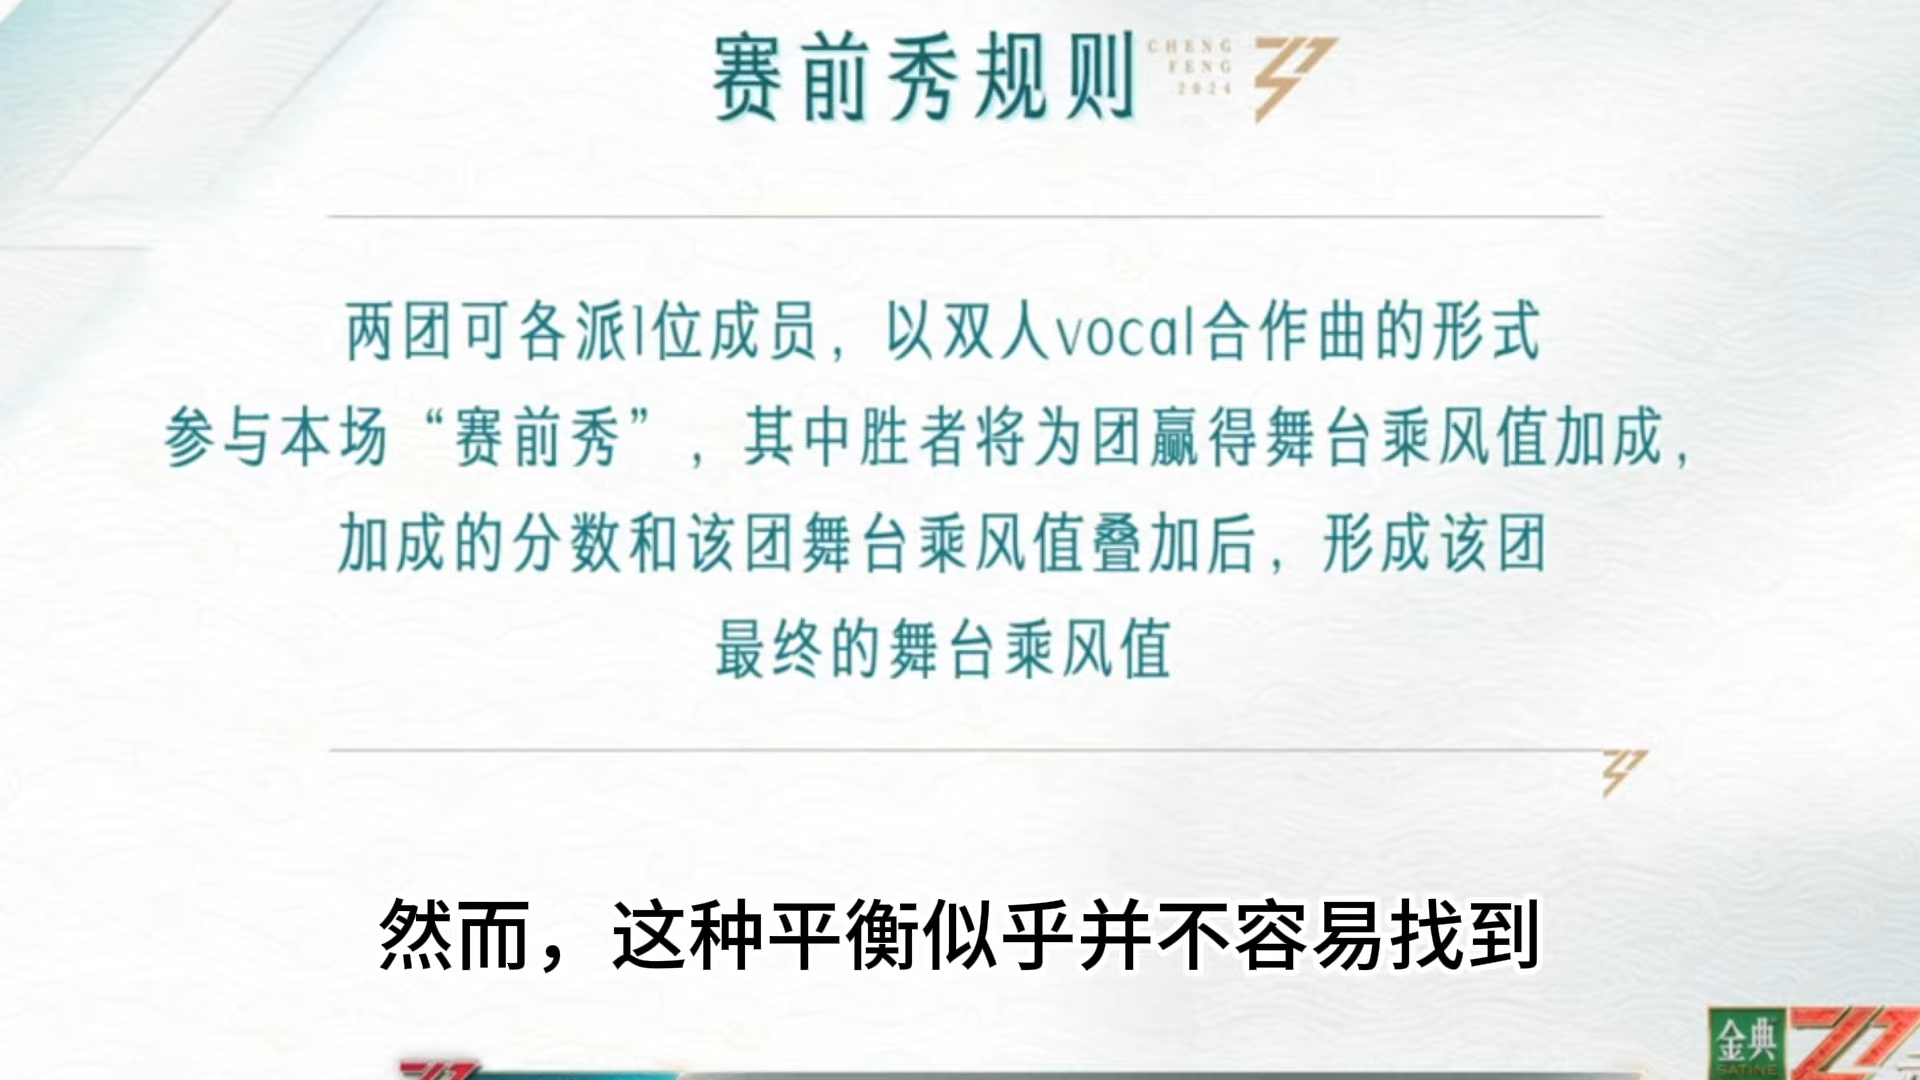 赛前秀规则
CHENG
FENG
2024
两团可各派1位成员，以双人vocal合作曲的形式
参与本场“赛前秀”，其中胜者将为团赢得舞台乘风值加成，
加成的分数和该团舞台乘风值叠加后，形成该团
最终的舞台乘风值
然而，这种平衡似乎并不容易找到
金典
SATINE